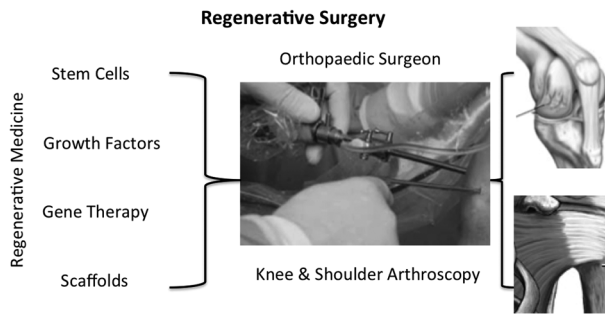 Regenerative Surgery
Regenerative Medicine
Stem Cells
Growth Factors
Gene Therapy
Scaffolds
Orthopaedic Surgeon
Knee & Shoulder Arthroscopy